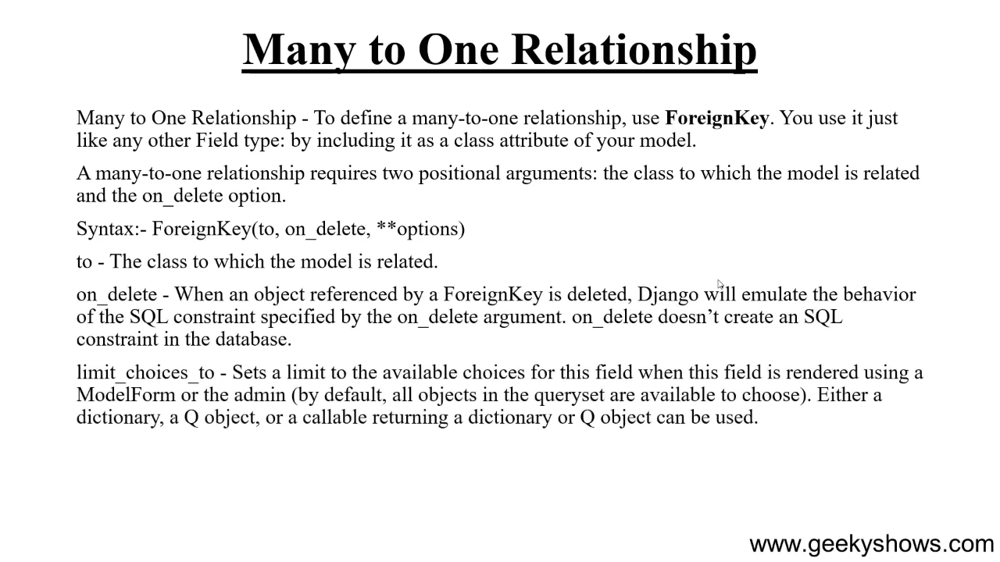 Many to One Relationship
Many to One Relationship - To define a many-to-one relationship, use ForeignKey. You use it just
like any other Field type: by including it as a class attribute of your model.
A many-to-one relationship requires two positional arguments: the class to which the model is related
and the on_delete option.
Syntax:- ForeignKey(to, on_delete, **options)
to - The class to which the model is related.
on_delete - When an object referenced by a ForeignKey is deleted, Django will emulate the behavior
of the SQL constraint specified by the on_delete argument. on_delete doesn’t create an SQL
constraint in the database.
limit_choices_to - Sets a limit to the available choices for this field when this field is rendered using a
ModelForm or the admin (by default, all objects in the queryset are available to choose). Either a
dictionary, a Q object, or a callable returning a dictionary or Q object can be used.
www.geekyshows.com